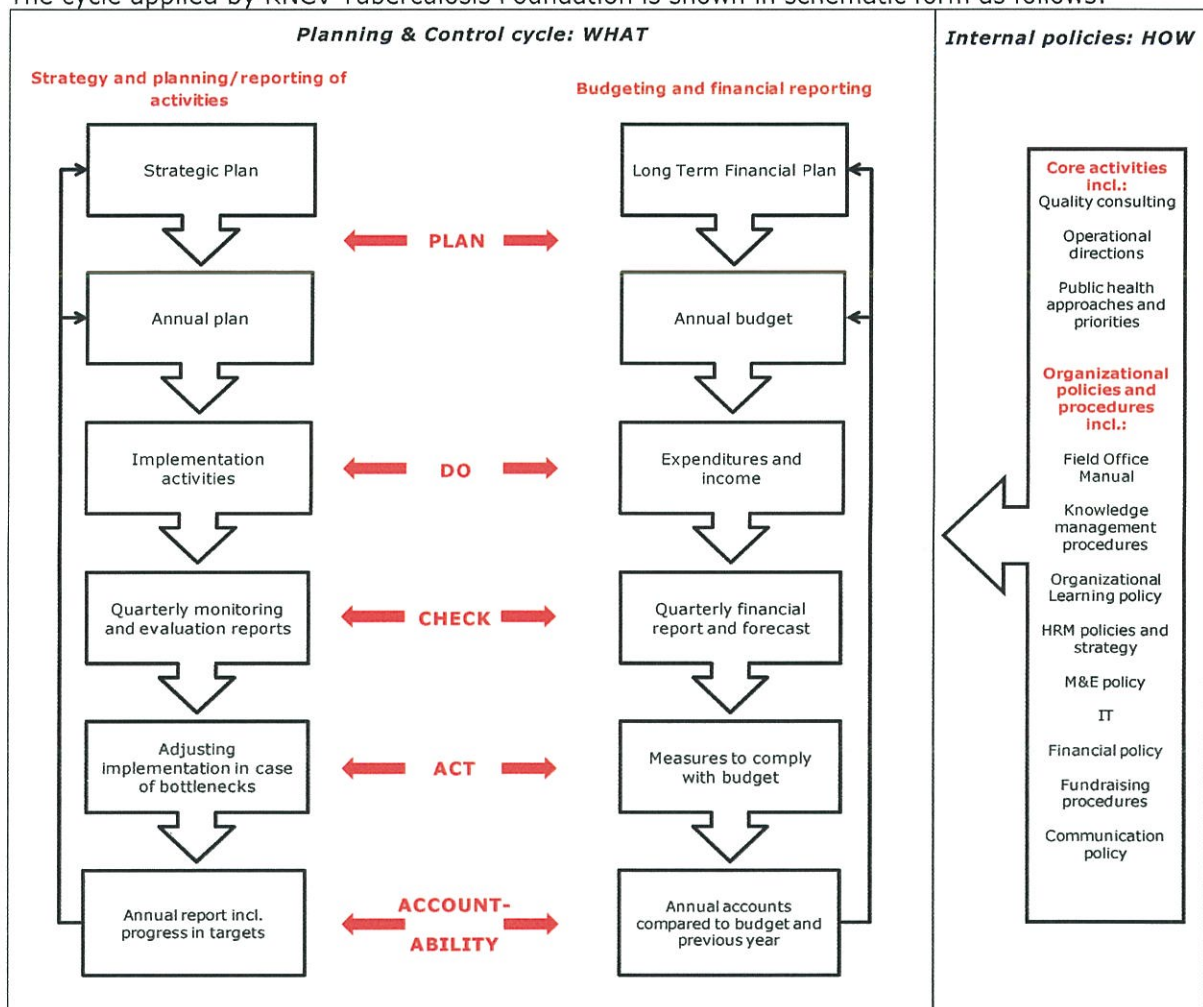 The cycle applied by KNCV Tuberculosis Foundation is shown in schematic form as follows:
Planning & Control cycle: WHAT
Internal policies: HOW
Strategy and planning/reporting of
activities
Budgeting and financial reporting
Strategic Plan
Long Term Financial Plan
PLAN
Annual plan
Annual budget
Implementation
activities
DO
Expenditures and
income
Quarterly monitoring
and evaluation reports
CHECK
Quarterly financial
report and forecast
Adjusting
implementation in case
of bottlenecks
ACT
Measures to comply
with budget
Annual report incl.
progress in targets
ACCOUNT-
ABILITY
Annual accounts
compared to budget and
previous year
Core activities
incl.:
Quality consulting
Operational
directions
Public health
approaches and
priorities
Organizational
policies and
procedures
incl.:
Field Office
Manual
Knowledge
management
procedures
Organizational
Learning policy
HRM policies and
strategy
M&E policy
IT
Financial policy
Fundraising
procedures
Communication
policy